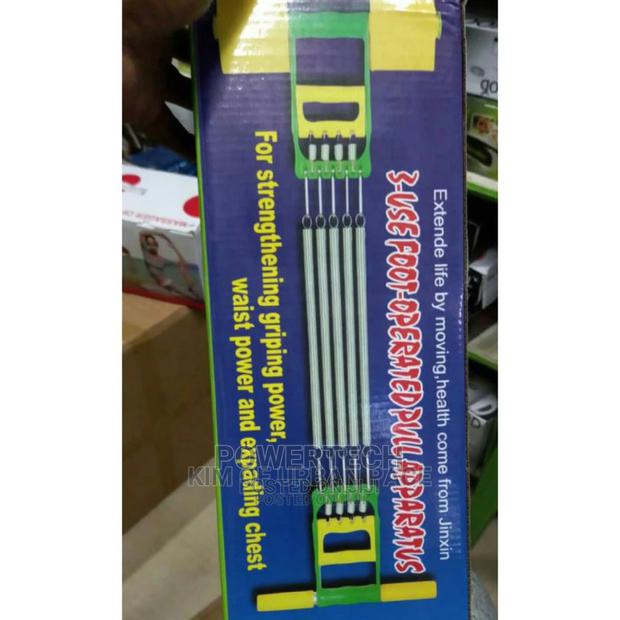 Extende life by moving,health come from Jinxin
3-USE FOOT-OPERATED PULL APPARATUS
For strengthening griping power,
waist power and expading chest
MASSAGER
POWERTECH